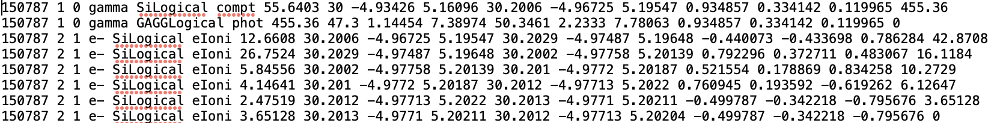 150787 1 0 gamma SiLogical compt 55.6403 30 -4.93426 5.16096 30.2006 -4.96725 5.19547 0.934857 0.334142 0.119965 455.36
150787 1 0 gamma GAGGLogical phot 455.36 47.3 1.14454 7.38974 50.3461 2.2333 7.78063 0.934857 0.334142 0.119965 0
150787 2 1 e- SiLogical eIoni 12.6608 30.2006 -4.96725 5.19547 30.2029 -4.97487 5.19648 -0.440073 -0.433698 0.786284 42.8708
150787 2 1 e- SiLogical eIoni 26.7524 30.2029 -4.97487 5.19648 30.2002 -4.97758 5.20139 0.792296 0.372711 0.483067 16.1184
150787 2 1 e- SiLogical eIoni 5.84556 30.2002 -4.97758 5.20139 30.201 -4.9772 5.20187 0.521554 0.178869 0.834258 10.2729
150787 2 1 e- SiLogical eIoni 4.14641 30.201 -4.9772 5.20187 30.2012 -4.97713 5.2022 0.760945 0.193592 -0.619262 6.12647
150787 2 1 e- SiLogical eIoni 2.47519 30.2012 -4.97713 5.2022 30.2013 -4.9771 5.20211 -0.499787 -0.342218 -0.795676 3.65128
150787 2 1 e- SiLogical eIoni 3.65128 30.2013 -4.9771 5.20211 30.2012 -4.97713 5.20204 -0.499787 -0.342218 -0.795676 0